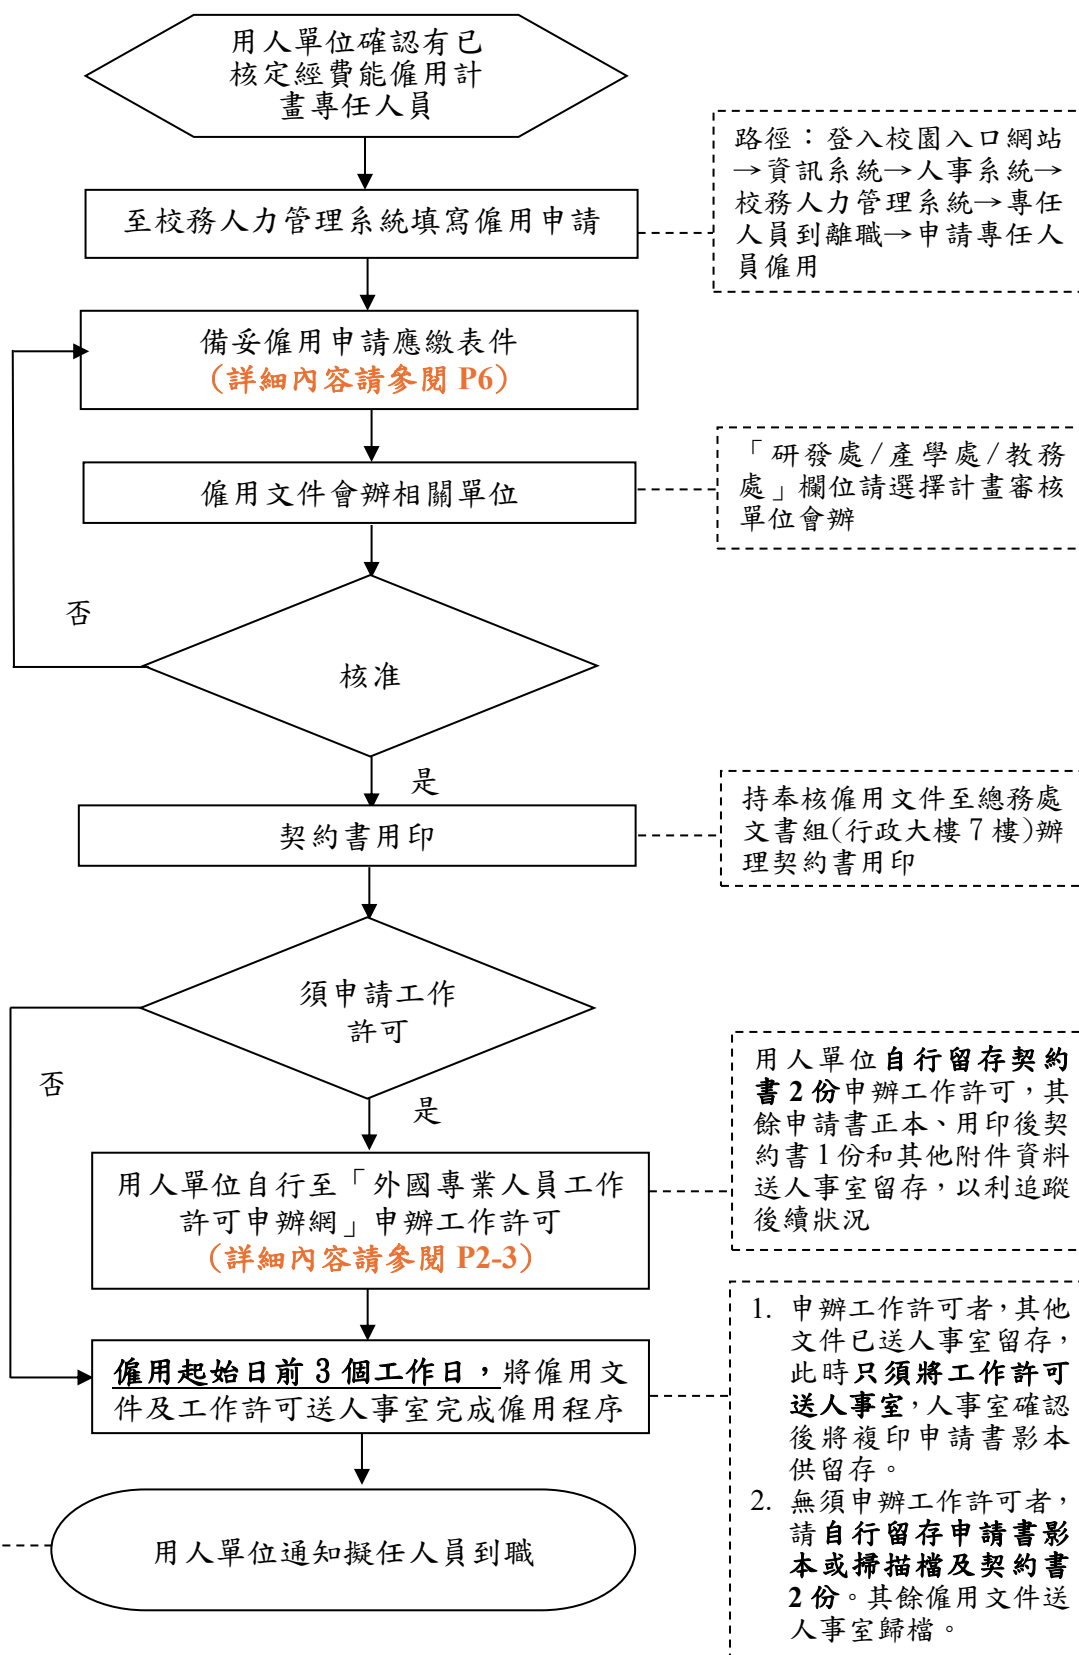 用人單位確認有已
核定經費能僱用計
畫專任人員
路徑：登入校園入口網站
→資訊系統→人事系統→
校務人力管理系統→專任
人員到離職→申請專任人
員僱用
至校務人力管理系統填寫僱用申請
備妥僱用申請應繳表件
（詳細內容請參閱 P6）
「研發處/產學處/教務
處」欄位請選擇計畫審核
單位會辦
僱用文件會辦相關單位
否
核准
是
持奉核僱用文件至總務處
文書組(行政大樓 7 樓)辦
理契約書用印
契約書用印
須申請工作
許可
否
是
用人單位自行留存契約
書 2 份申辦工作許可，其
餘申請書正本、用印後契
約書 1 份和其他附件資料
送人事室留存，以利追蹤
後續狀況
用人單位自行至「外國專業人員工作
許可申辦網」申辦工作許可
（詳細內容請參閱 P2-3）
1. 申辦工作許可者，其他
文件已送人事室留存，
此時只須將工作許可
送人事室，人事室確認
後將複印申請書影本
供留存。
2. 無須申辦工作許可者，
請自行留存申請書影
本或掃描檔及契約書
2 份。其餘僱用文件送
人事室歸檔。
僱用起始日前 3 個工作日，將僱用文
件及工作許可送人事室完成僱用程序
用人單位通知擬任人員到職